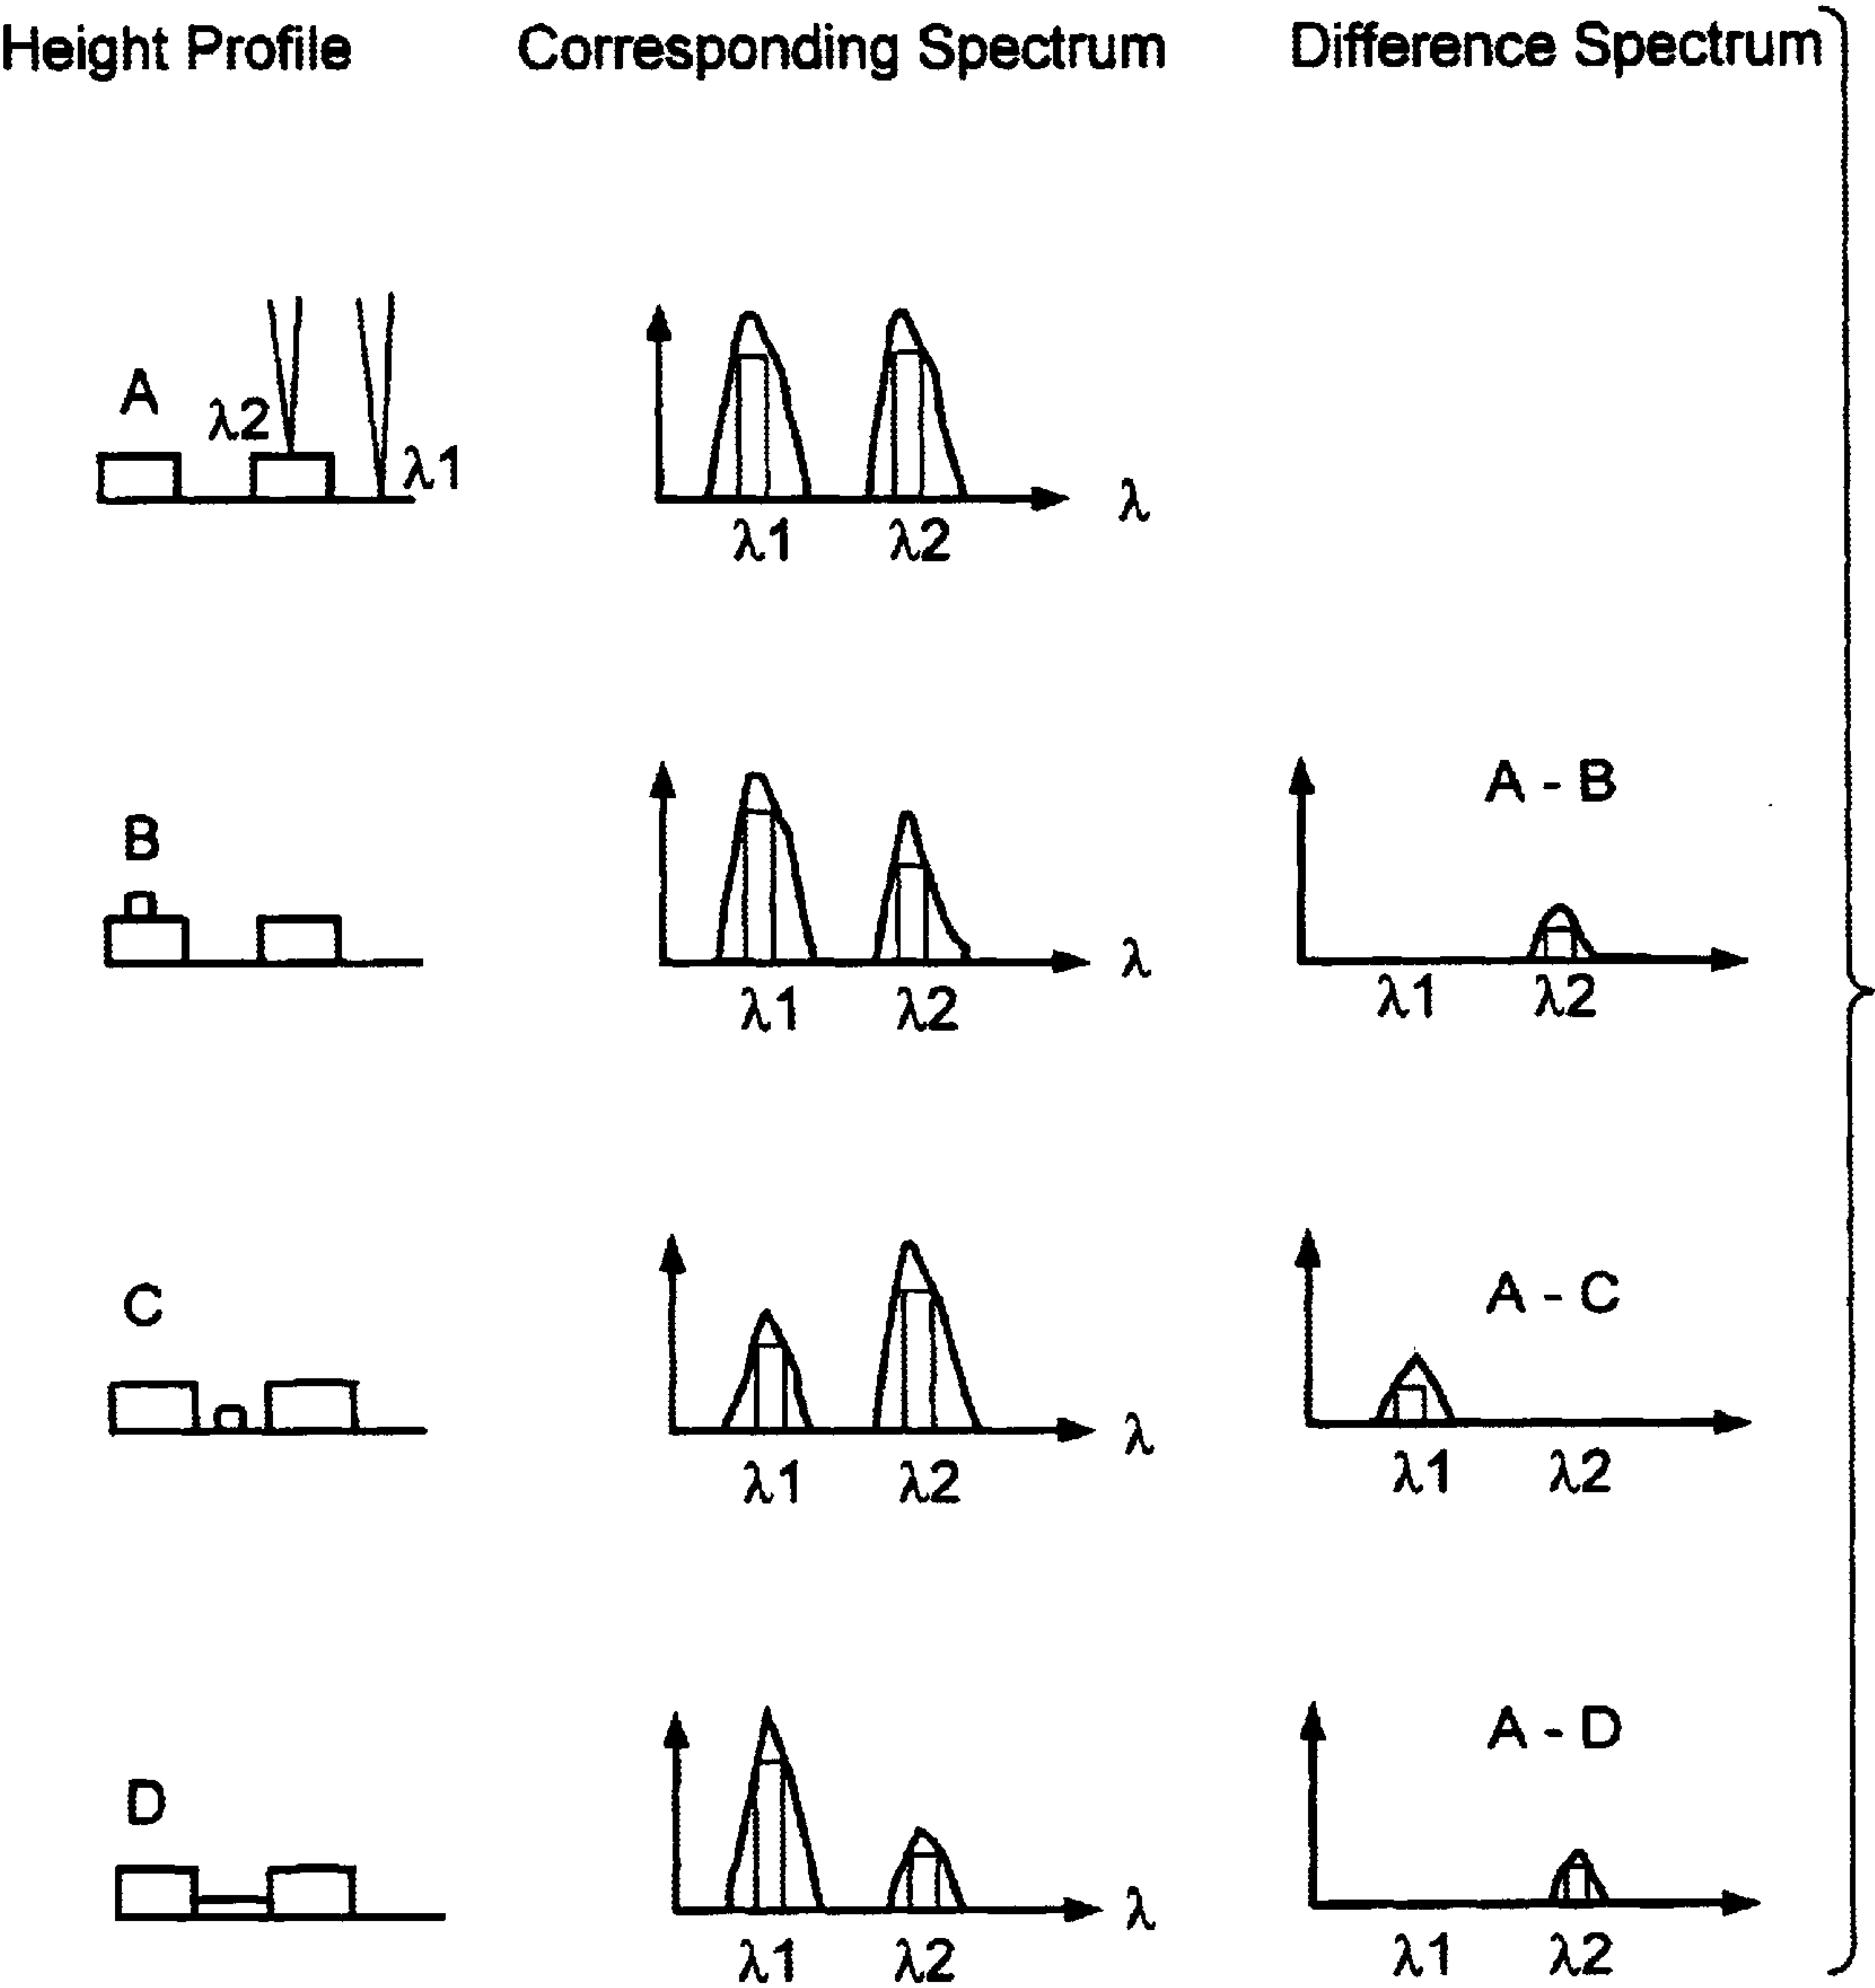 Height Profile Corresponding Spectrum Difference Spectrum
A
λ2
λ1
λ
λ1 λ2
B
λ
λ1 λ2
A - B
λ1 λ2
C
λ
λ1 λ2
A - C
λ1 λ2
D
λ
λ1 λ2
A - D
λ1 λ2